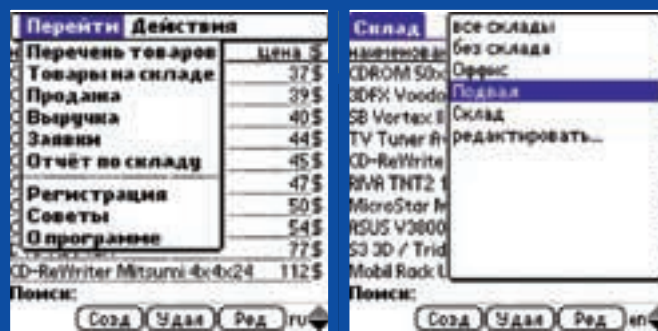 Перейти Действия
цена $
Перечень товаров
Товары на складе 37$
Продажа 39$
Выручка 40$
Заявки 44$
Отчёт по складу 45$
47$
Регистрация
50$
Советы
54$
О программе
77$
CD-ReWriter Mitsumi 4x4x24 112$
Поиск:
Созд Удал Ред ru
Склад
все склады
без склада
Оффис
Подвал
Склад
редактировать...
наименован
CDROM 50x
3DFX Voodo
SB Vortex
TV Tuner A
CD-ReWrite
RIVA TNT2
MicroStar
ASUS V3800
S3 3D / Trid
Mobil Rack
Поиск:
Созд Удал Ред en